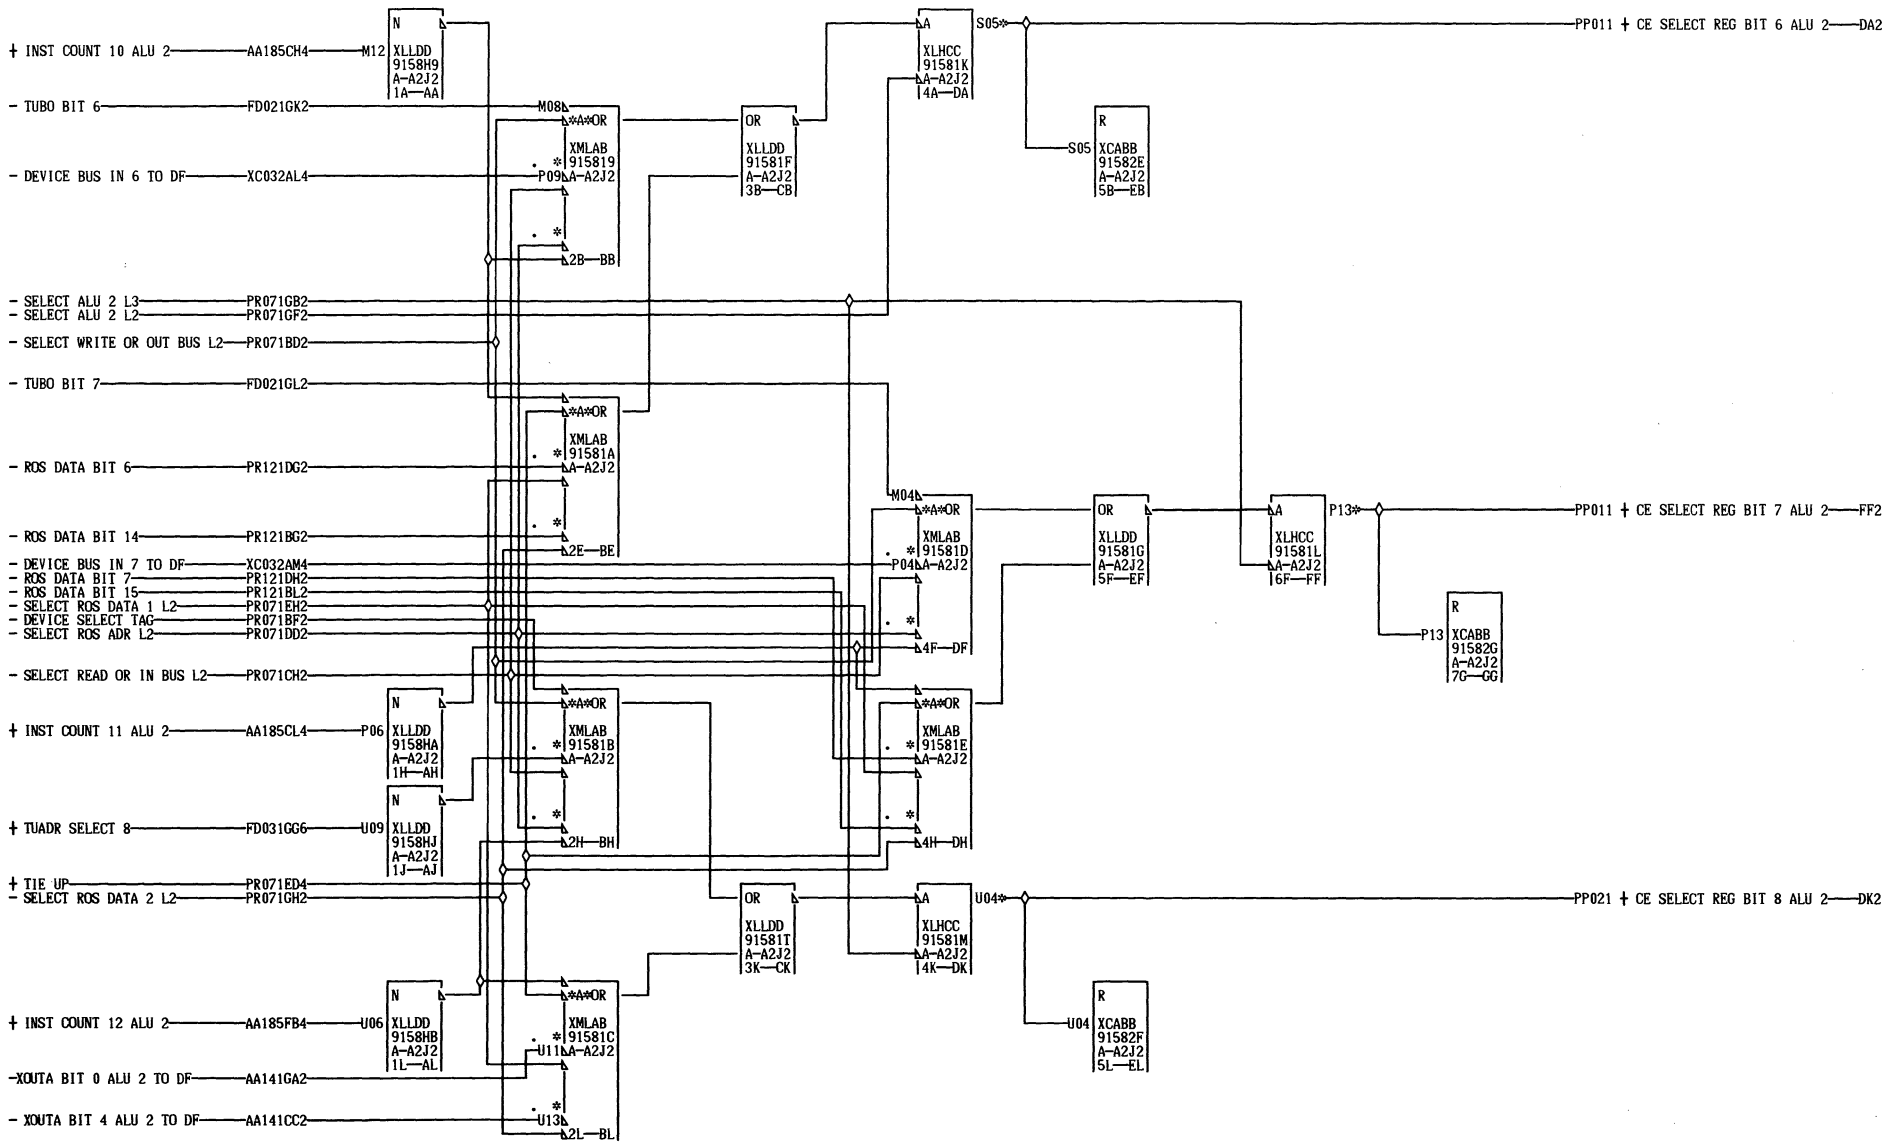 N
+ INST COUNT 10 ALU 2 AA185CH4 M12 XLLDD
9158H9
A-A2J2
1A AA
A S05* PP011 + CE SELECT REG BIT 6 ALU 2 DA2
XLHCC
91581K
A-A2J2
4A DA
- TUBO BIT 6 FD021GK2 M08
*A*OR
XMLAB
. * 915819
- DEVICE BUS IN 6 TO DF XC032AL4 P09 A-A2J2
. *
2B BB
OR
XLLDD
91581F
A-A2J2
3B CB
R
S05 XCABB
91582E
A-A2J2
5B EB
- SELECT ALU 2 L3 PR071GB2
- SELECT ALU 2 L2 PR071GF2
- SELECT WRITE OR OUT BUS L2 PR071BD2
- TUBO BIT 7 FD021GL2
*A*OR
XMLAB
. * 91581A
- ROS DATA BIT 6 PR121DG2 A-A2J2
. *
- ROS DATA BIT 14 PR121BG2
2E BE
M04
*A*OR
XMLAB
. * 91581D
- DEVICE BUS IN 7 TO DF XC032AM4 P04 A-A2J2
. *
4F DF
OR
XLLDD
91581G
A-A2J2
5F EF
A P13* PP011 + CE SELECT REG BIT 7 ALU 2 FF2
XLHCC
91581L
A-A2J2
6F FF
R
P13 XCABB
91582G
A-A2J2
7G GG
- ROS DATA BIT 7 PR121DH2
- ROS DATA BIT 15 PR121BL2
- SELECT ROS DATA 1 L2 PR071EH2
- DEVICE SELECT TAG PR071BF2
- SELECT ROS ADR L2 PR071DD2
- SELECT READ OR IN BUS L2 PR071CH2
N
+ INST COUNT 11 ALU 2 AA185CL4 P06 XLLDD
9158HA
A-A2J2
1H AH
*A*OR
XMLAB
. * 91581B
A-A2J2
. *
2H BH
*A*OR
XMLAB
. * 91581E
A-A2J2
. *
4H DH
N
+ TUADR SELECT 8 FD031GG6 U09 XLLDD
9158HJ
A-A2J2
1J AJ
+ TIE UP PR071ED4
- SELECT ROS DATA 2 L2 PR071GH2
OR
XLLDD
91581T
A-A2J2
3K CK
A U04* PP021 + CE SELECT REG BIT 8 ALU 2 DK2
XLHCC
91581M
A-A2J2
4K DK
N
+ INST COUNT 12 ALU 2 AA185FB4 U06 XLLDD
9158HB
A-A2J2
1L AL
*A*OR
XMLAB
. * 91581C
U11 A-A2J2
-XOUTA BIT 0 ALU 2 TO DF AA141GA2
. *
- XOUTA BIT 4 ALU 2 TO DF AA141CC2 U13
2L BL
R
U04 XCABB
91582F
A-A2J2
5L EL